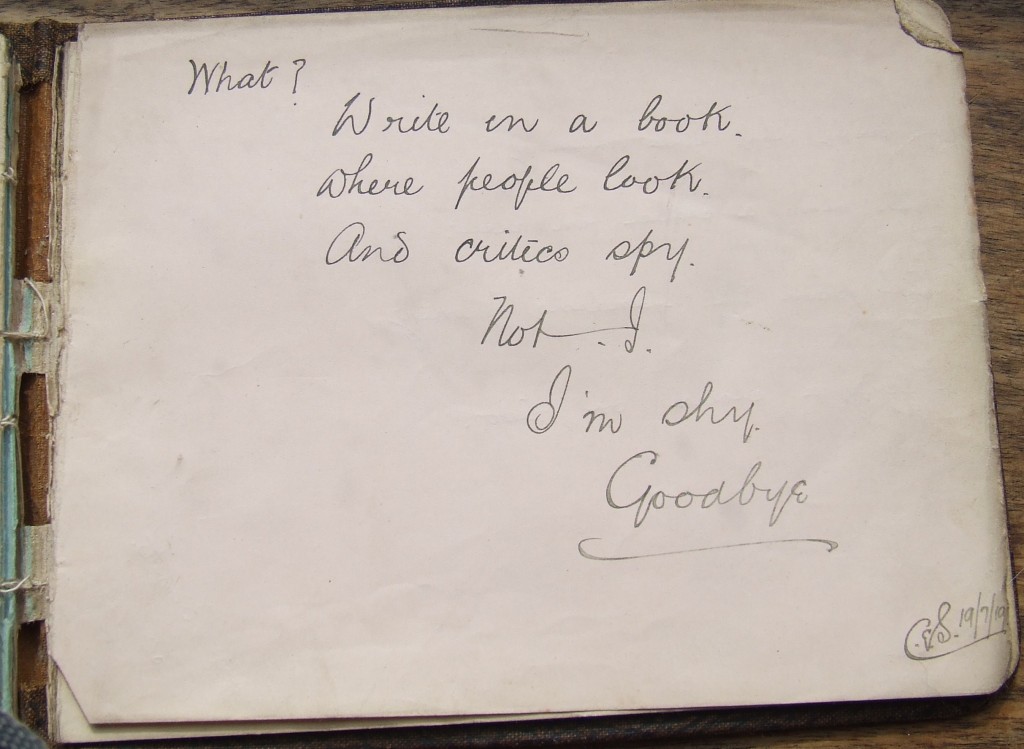 What?
Write in a book.
Where people look.
And critics spy.
Not . I.
I'm shy.
Goodbye
19/7/19